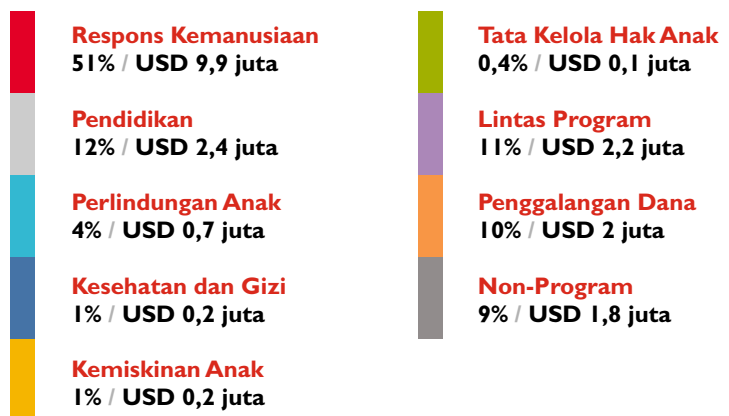 Respons Kemanusiaan
51% / USD 9,9 juta
Pendidikan
12% / USD 2,4 juta
Perlindungan Anak
4% / USD 0,7 juta
Kesehatan dan Gizi
1% / USD 0,2 juta
Kemiskinan Anak
1% / USD 0,2 juta
Tata Kelola Hak Anak
0,4% / USD 0,1 juta
Lintas Program
11% / USD 2,2 juta
Penggalangan Dana
10% / USD 2 juta
Non-Program
9% / USD 1,8 juta